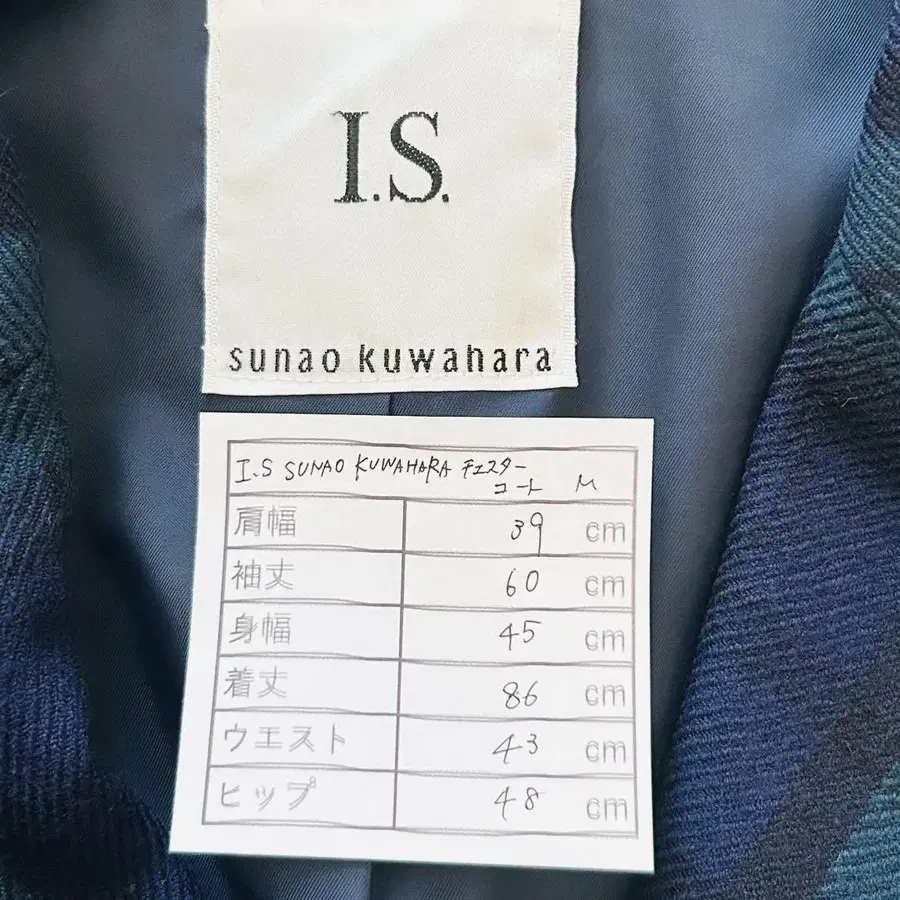 I.S.
sunao kuwahara
I.S SUNAO KUWAHARA チェスター
コート M
肩幅 39 cm
袖丈 60 cm
身幅 45 cm
着丈 86 cm
ウエスト 43 cm
ヒップ 48 cm